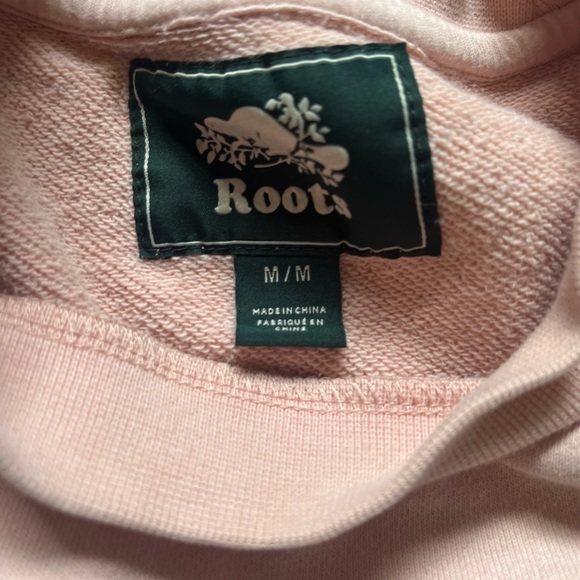 Roots
M/M
MADE IN CHINA
FABRIQUÉ EN
CHINE